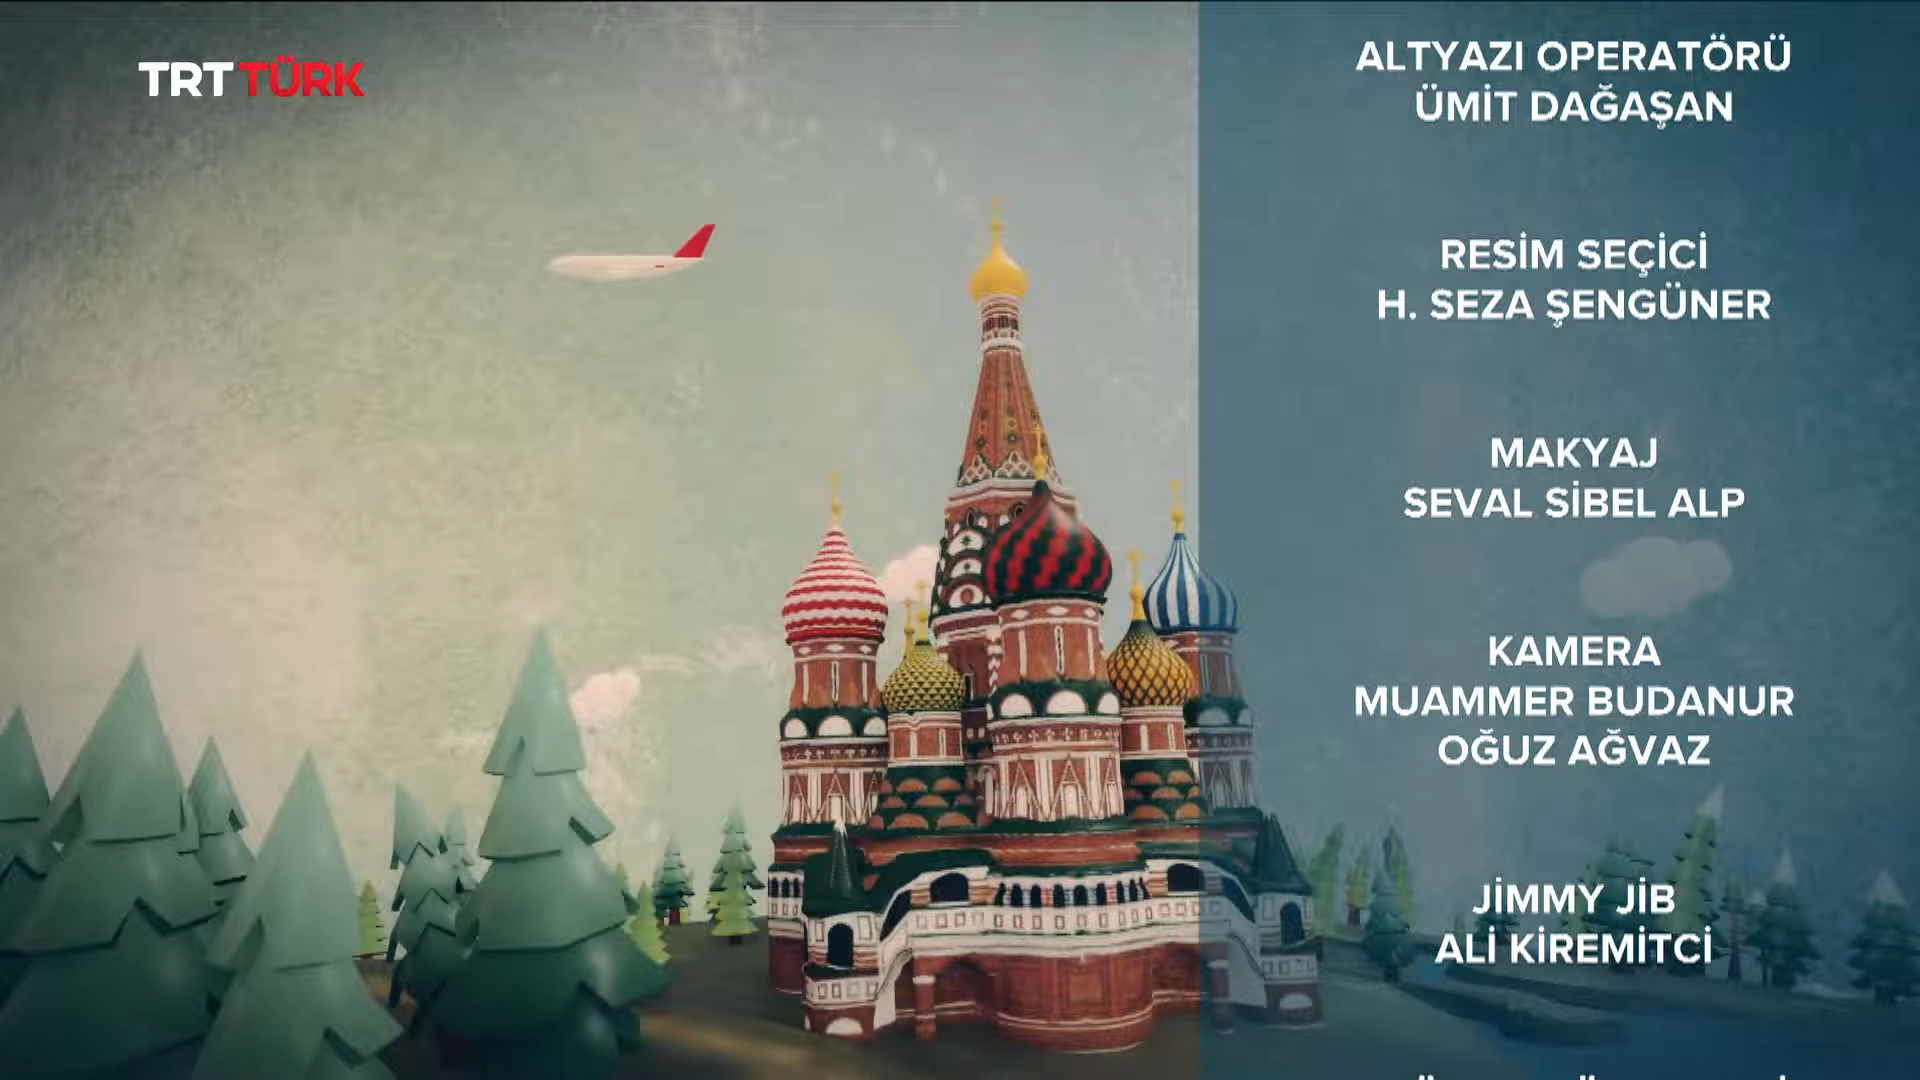 TRT TÜRK
ALTYAZI OPERATÖRÜ
ÜMİT DAĞAŞAN
RESİM SEÇİCİ
H. SEZA ŞENGÜNER
MAKYAJ
SEVAL SİBEL ALP
KAMERA
MUAMMER BUDANUR
OĞUZ AĞVAZ
JİMMY JİB
ALİ KİREMİTCİ